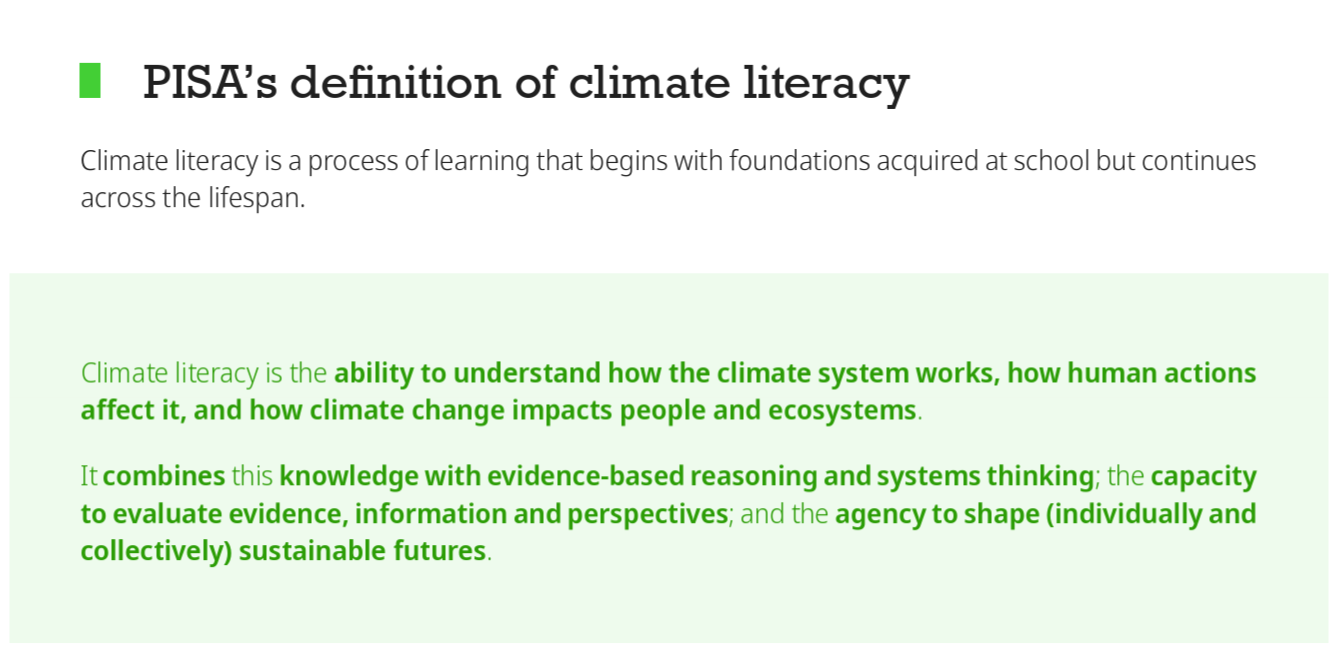 PISA’s definition of climate literacy
Climate literacy is a process of learning that begins with foundations acquired at school but continues
across the lifespan.
Climate literacy is the ability to understand how the climate system works, how human actions
affect it, and how climate change impacts people and ecosystems.
It combines this knowledge with evidence-based reasoning and systems thinking; the capacity
to evaluate evidence, information and perspectives; and the agency to shape (individually and
collectively) sustainable futures.